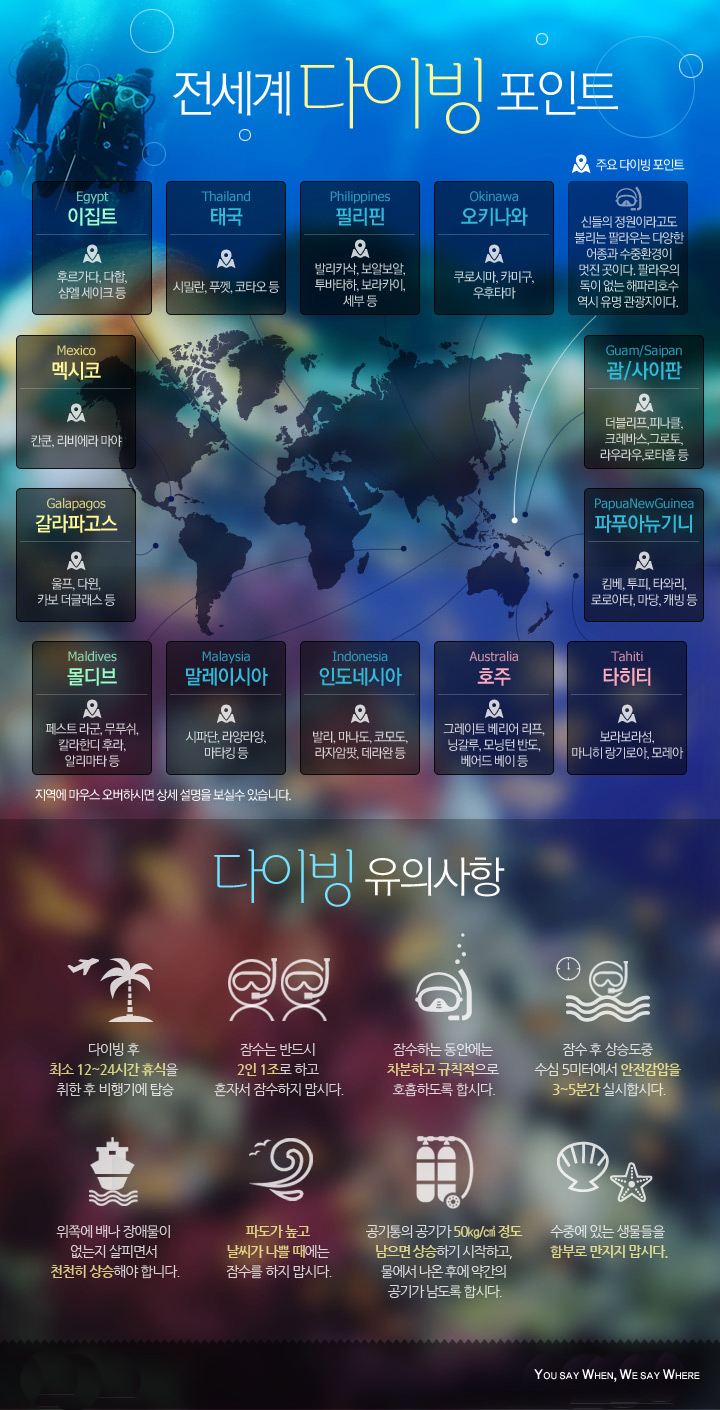 전세계 다이빙 포인트
주요 다이빙 포인트
Egypt
이집트
후르가다, 다합,
샴엘 세이크 등
Thailand
태국
시밀란, 푸껫, 코타오 등
Philippines
필리핀
발리카삭, 보알보알,
투바타하, 보라카이,
세부 등
Okinawa
오키나와
쿠로시마, 카미구,
우후타마
신들의 정원이라고도
불리는 팔라우는 다양한
어종과 수중환경이
멋진 곳이다. 팔라우의
독이 없는 해파리호수
역시 유명 관광지이다.
Mexico
멕시코
칸쿤, 리비에라 마야
Guam/Saipan
괌/사이판
더블리프,피나클,
크레바스,그로토,
라우라우,로타홀 등
Galapagos
갈라파고스
울프, 다윈,
카보 더글래스 등
PapuaNewGuinea
파푸아뉴기니
킴베, 투피, 타와리,
로로아타, 마당, 캐빙 등
Maldives
몰디브
페스트 라군, 무푸쉬,
칼라한디 후라,
알리마타 등
Malaysia
말레이시아
시파단, 라양라양,
마타킹 등
Indonesia
인도네시아
발리, 마나도, 코모도,
라자암팟, 데라완 등
Australia
호주
그레이트 베리어 리프,
닝갈루, 모닝턴 반도,
베어드 베이 등
Tahiti
타히티
보라보라섬,
마니히 랑기로아, 모레아
지역에 마우스 오버하시면 상세 설명을 보실수 있습니다.
다이빙 유의사항
다이빙 후
최소 12~24시간 휴식을
취한 후 비행기에 탑승
잠수는 반드시
2인 1조로 하고
혼자서 잠수하지 맙시다.
잠수하는 동안에는
차분하고 규칙적으로
호흡하도록 합시다.
잠수 후 상승도중
수심 5미터에서 안전감압을
3~5분간 실시합시다.
위쪽에 배나 장애물이
없는지 살피면서
천천히 상승해야 합니다.
파도가 높고
날씨가 나쁠 때에는
잠수를 하지 맙시다.
공기통의 공기가 50kg/㎠ 정도
남으면 상승하기 시작하고,
물에서 나온 후에 약간의
공기가 남도록 합시다.
수중에 있는 생물들을
함부로 만지지 맙시다.
YOU SAY WHEN, WE SAY WHERE